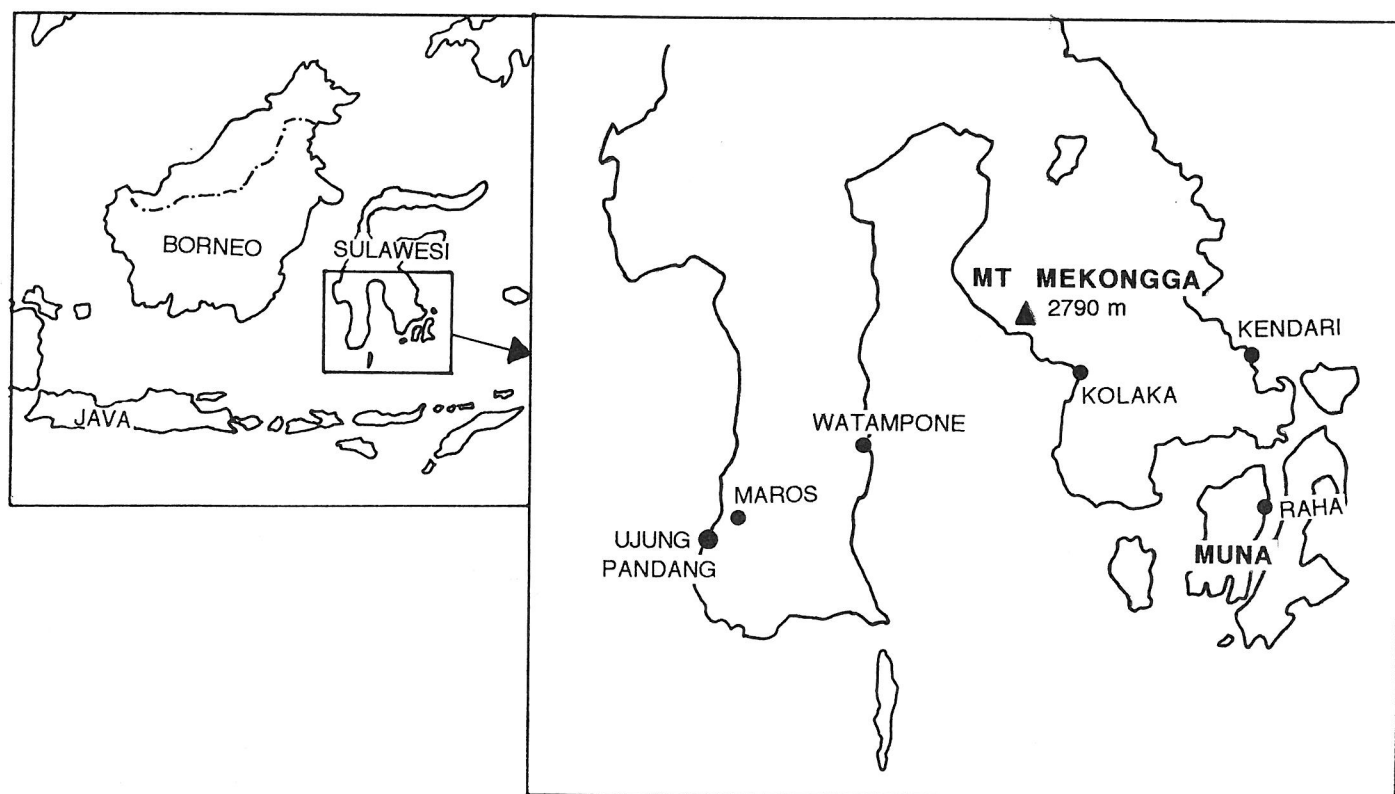 BORNEO
SULAWESI
JAVA
MT MEKONGGA
2790 m
KENDARI
KOLAKA
WATAMPONE
MAROS
UJUNG
PANDANG
RAHA
MUNA